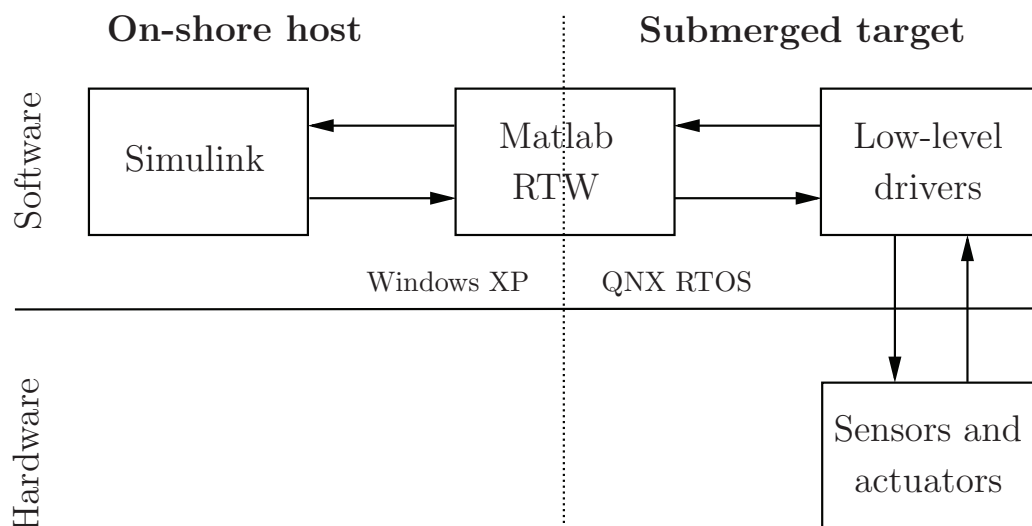 On-shore host
Submerged target
Software
Simulink
Matlab
RTW
Low-level
drivers
Windows XP
QNX RTOS
Hardware
Sensors and
actuators